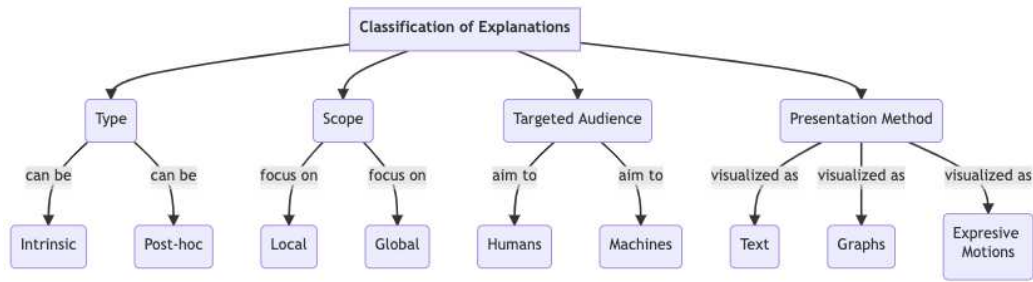 Classification of Explanations
Type
Scope
Targeted Audience
Presentation Method
can be
can be
focus on
focus on
aim to
aim to
visualized as
visualized as
visualized as
Intrinsic
Post-hoc
Local
Global
Humans
Machines
Text
Graphs
Expresive
Motions